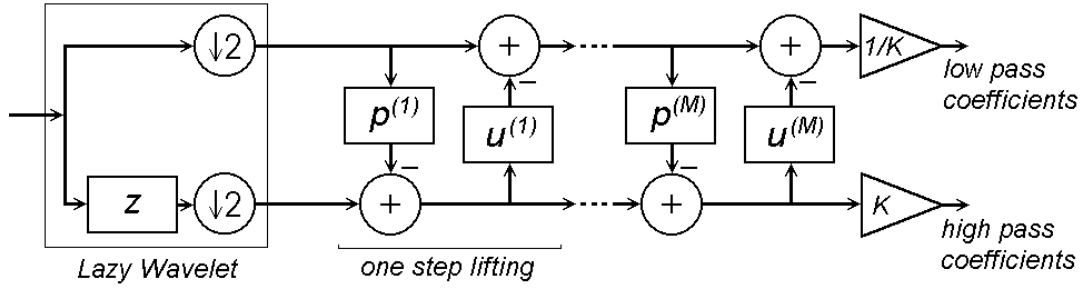 ↓2
+
+
1/K
low pass
coefficients
p(1)
u(1)
p(M)
u(M)
z
↓2
+
+
K
high pass
coefficients
Lazy Wavelet
one step lifting